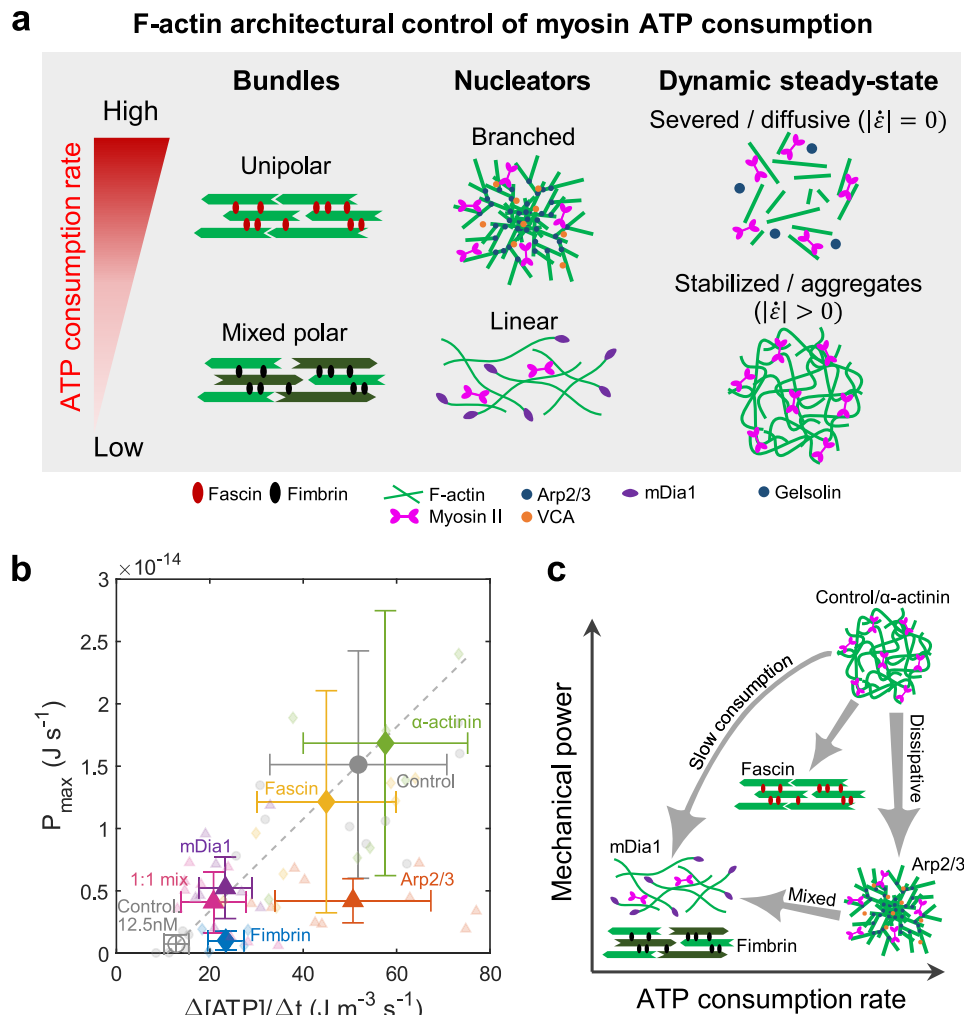 a
F-actin architectural control of myosin ATP consumption
ATP consumption rate
High
Low
Bundles
Unipolar
Mixed polar
Nucleators
Branched
Linear
Dynamic steady-state
Severed / diffusive (|ε̇| = 0)
Stabilized / aggregates
(|ε̇| > 0)
Fascin
Fimbrin
F-actin
Myosin II
Arp2/3
VCA
mDia1
Gelsolin
b
×10⁻¹⁴
3
2.5
2
1.5
1
0.5
0
P_max (J s⁻¹)
α-actinin
Control
Fascin
mDia1
1:1 mix
Control
12.5nM
Arp2/3
Fimbrin
0
20
40
60
80
Δ[ATP]/Δt (J m⁻³ s⁻¹)
c
Control/α-actinin
Slow consumption
Dissipative
Fascin
mDia1
Mixed
Arp2/3
Fimbrin
Mechanical power
ATP consumption rate